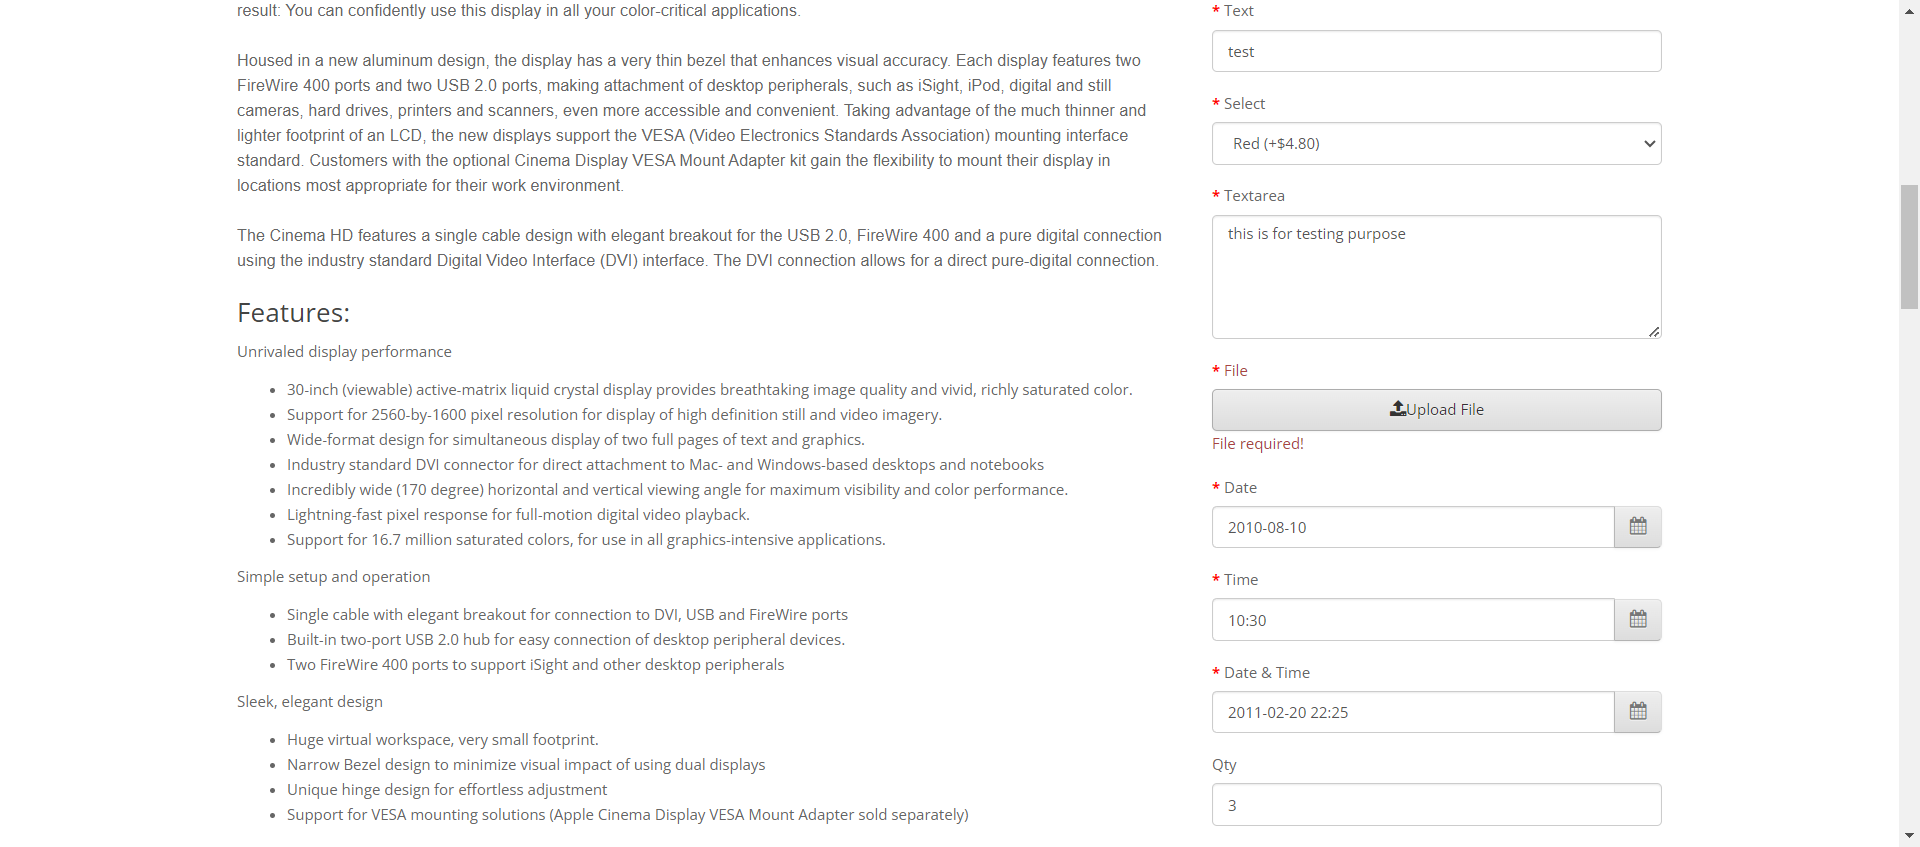 result: You can confidently use this display in all your color-critical applications.
Housed in a new aluminum design, the display has a very thin bezel that enhances visual accuracy. Each display features two
FireWire 400 ports and two USB 2.0 ports, making attachment of desktop peripherals, such as iSight, iPod, digital and still
cameras, hard drives, printers and scanners, even more accessible and convenient. Taking advantage of the much thinner and
lighter footprint of an LCD, the new displays support the VESA (Video Electronics Standards Association) mounting interface
standard. Customers with the optional Cinema Display VESA Mount Adapter kit gain the flexibility to mount their display in
locations most appropriate for their work environment.
The Cinema HD features a single cable design with elegant breakout for the USB 2.0, FireWire 400 and a pure digital connection
using the industry standard Digital Video Interface (DVI) interface. The DVI connection allows for a direct pure-digital connection.
Features:
Unrivaled display performance
• 30-inch (viewable) active-matrix liquid crystal display provides breathtaking image quality and vivid, richly saturated color.
• Support for 2560-by-1600 pixel resolution for display of high definition still and video imagery.
• Wide-format design for simultaneous display of two full pages of text and graphics.
• Industry standard DVI connector for direct attachment to Mac- and Windows-based desktops and notebooks
• Incredibly wide (170 degree) horizontal and vertical viewing angle for maximum visibility and color performance.
• Lightning-fast pixel response for full-motion digital video playback.
• Support for 16.7 million saturated colors, for use in all graphics-intensive applications.
Simple setup and operation
• Single cable with elegant breakout for connection to DVI, USB and FireWire ports
• Built-in two-port USB 2.0 hub for easy connection of desktop peripheral devices.
• Two FireWire 400 ports to support iSight and other desktop peripherals
Sleek, elegant design
• Huge virtual workspace, very small footprint.
• Narrow Bezel design to minimize visual impact of using dual displays
• Unique hinge design for effortless adjustment
• Support for VESA mounting solutions (Apple Cinema Display VESA Mount Adapter sold separately)
* Text
test
* Select
Red (+$4.80)
* Textarea
this is for testing purpose
* File
Upload File
File required!
* Date
2010-08-10
* Time
10:30
* Date & Time
2011-02-20 22:25
Qty
3